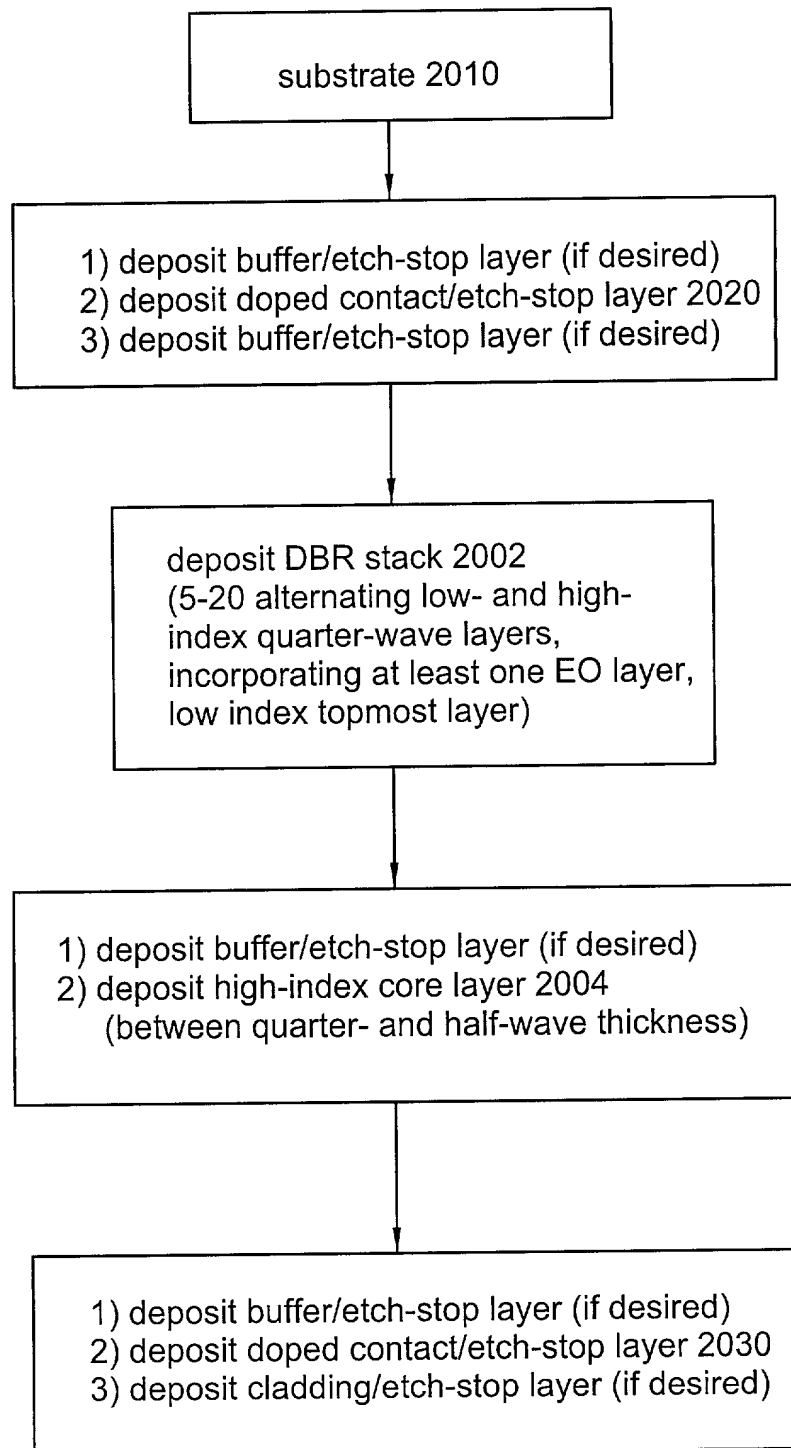 substrate 2010
1) deposit buffer/etch-stop layer (if desired)
2) deposit doped contact/etch-stop layer 2020
3) deposit buffer/etch-stop layer (if desired)
deposit DBR stack 2002
(5-20 alternating low- and high-
index quarter-wave layers,
incorporating at least one EO layer,
low index topmost layer)
1) deposit buffer/etch-stop layer (if desired)
2) deposit high-index core layer 2004
(between quarter- and half-wave thickness)
1) deposit buffer/etch-stop layer (if desired)
2) deposit doped contact/etch-stop layer 2030
3) deposit cladding/etch-stop layer (if desired)